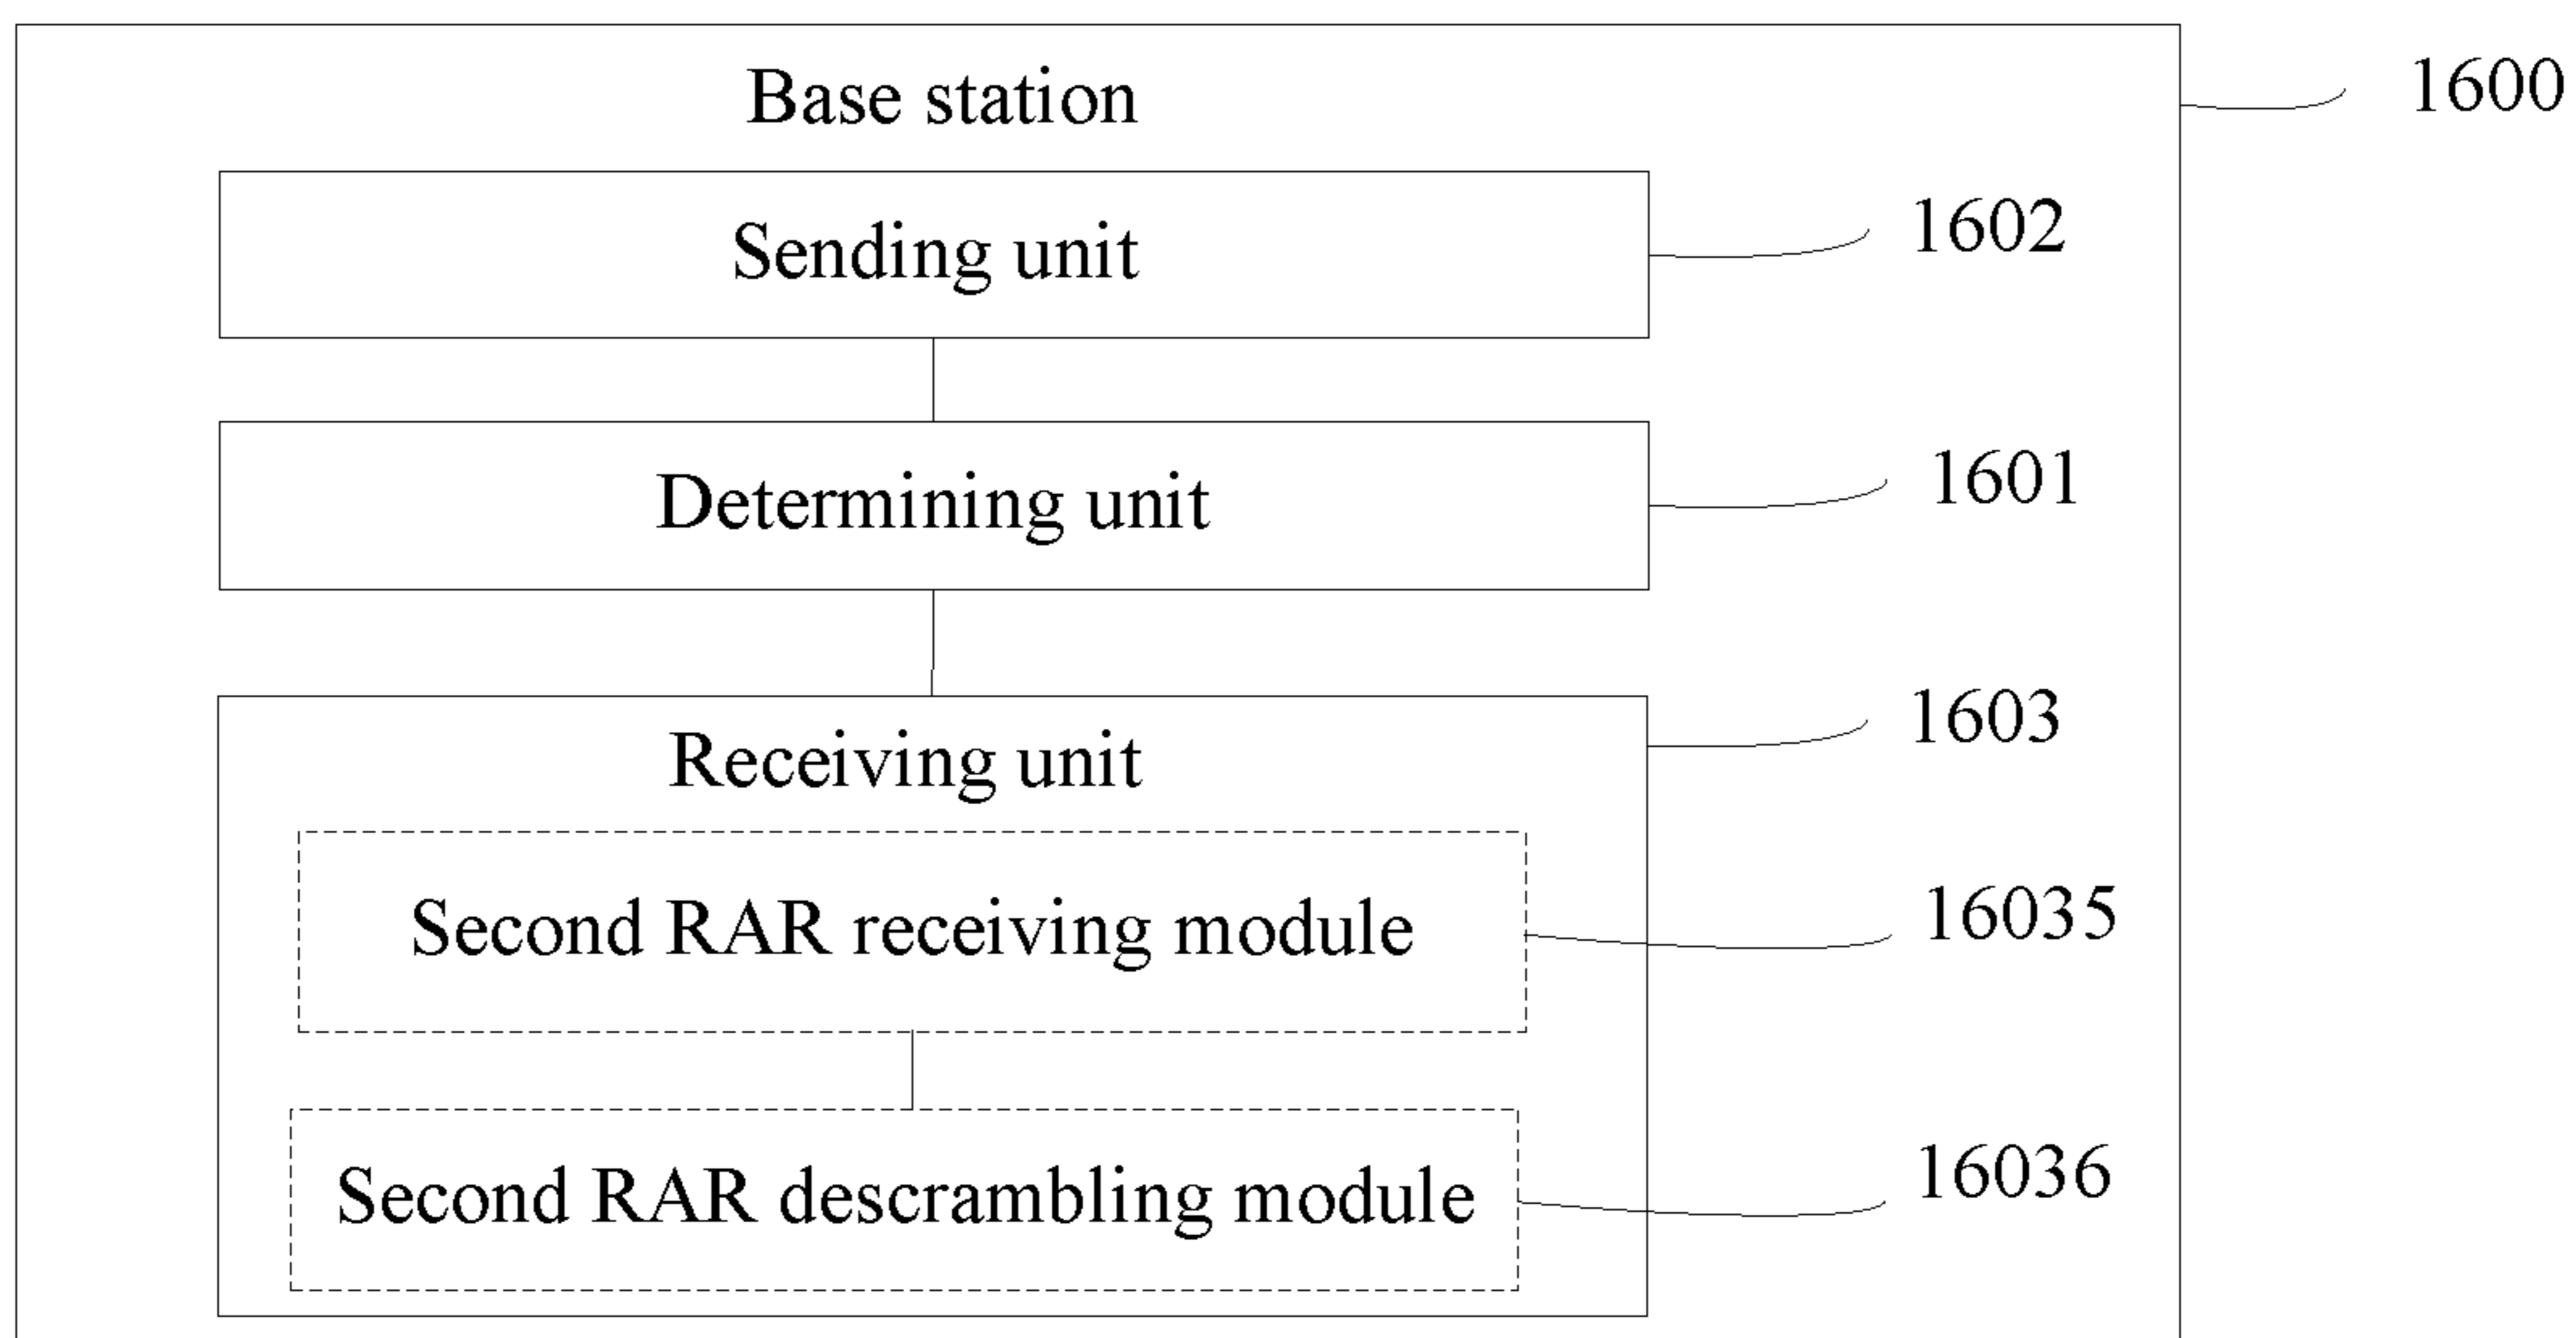 Base station
1600
Sending unit
1602
Determining unit
1601
Receiving unit
1603
Second RAR receiving module
16035
Second RAR descrambling module
16036